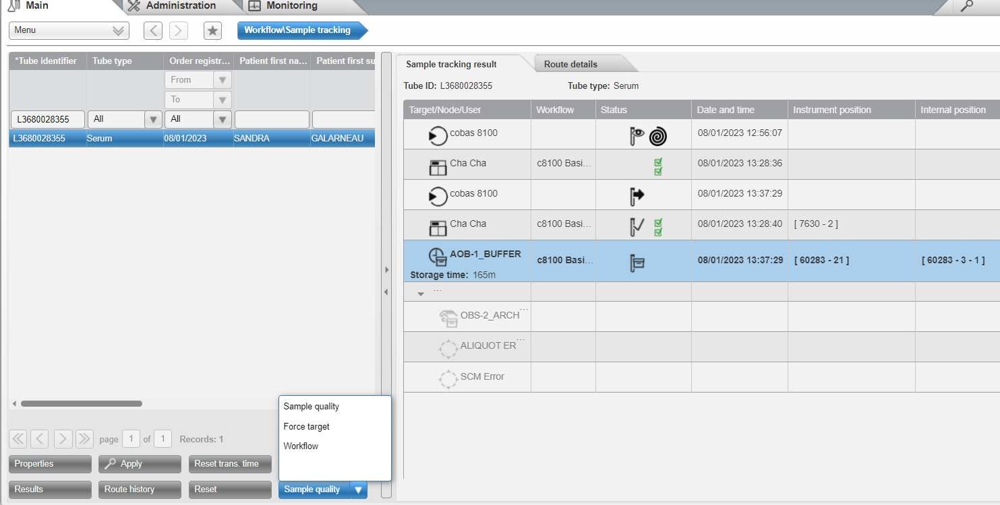 Main
Administration
Monitoring
Menu
Workflow\Sample tracking
*Tube identifier
Tube type
Order registr...
Patient first na...
Patient first su
From
To
L3680028355
All
All
L3680028355
Serum
08/01/2023
SANDRA
GALARNEAU
page 1 of 1
Records: 1
Properties
Apply
Reset trans. time
Results
Route history
Reset
Sample quality
Sample quality
Force target
Workflow
Sample tracking result
Route details
Tube ID: L3680028355
Tube type: Serum
Target/Node/User
Workflow
Status
Date and time
Instrument position
Internal position
cobas 8100
08/01/2023 12:56:07
Cha Cha
c8100 Basi...
08/01/2023 13:28:36
cobas 8100
08/01/2023 13:37:29
Cha Cha
c8100 Basi...
08/01/2023 13:28:40
[ 7630 - 2 ]
AOB-1_BUFFER
c8100 Basi...
08/01/2023 13:37:29
[ 60283 - 21 ]
[ 60283 - 3 - 1 ]
Storage time: 165m
...
OBS-2_ARCH...
ALIQUOT ER...
SCM Error